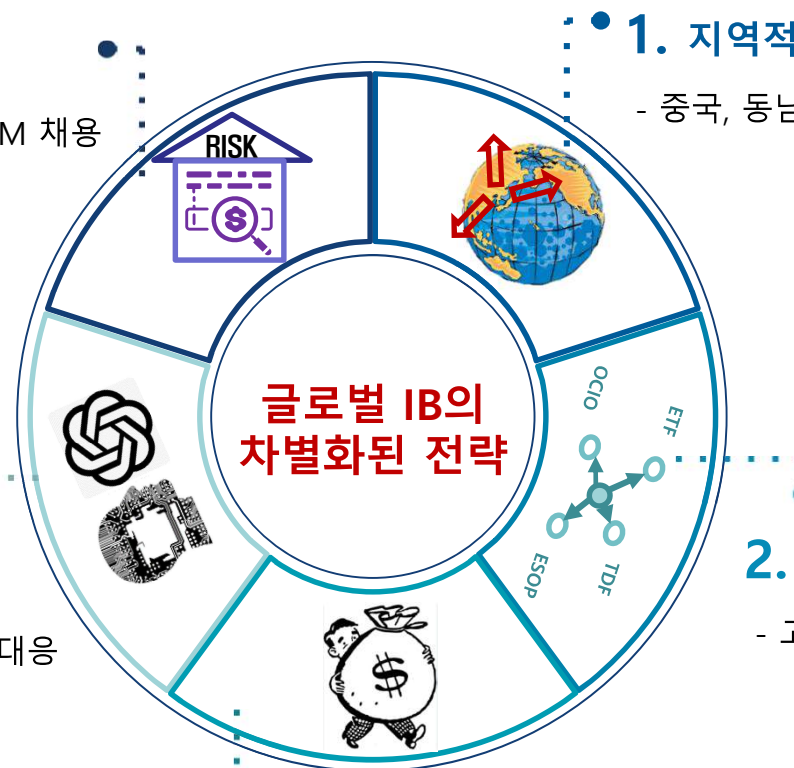 1. 지역적
- 중국, 동남
M 채용
RISK
$
글로벌 IB의
차별화된 전략
OCIO
ETF
ESOP
TDF
2.
- 고
대응
$